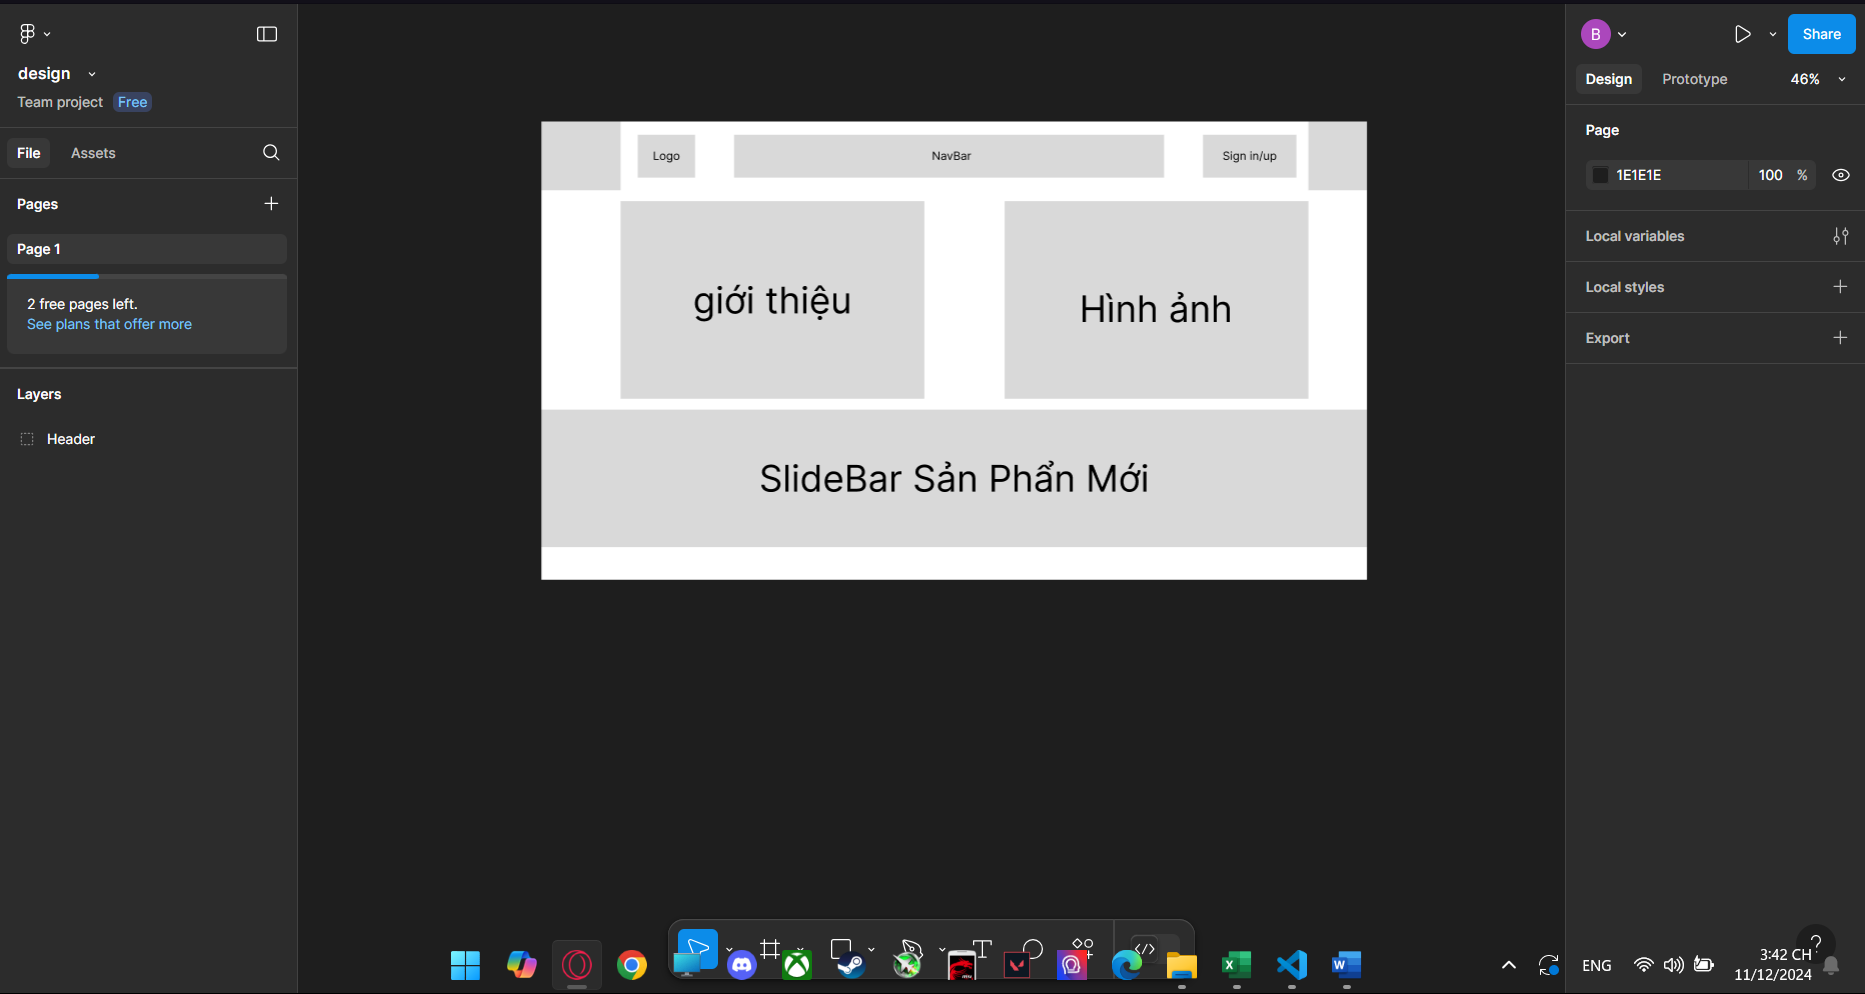 design
Team project Free
File Assets
Pages
Page 1
2 free pages left.
See plans that offer more
Layers
Header
Logo
NavBar
Sign in/up
giới thiệu
Hình ảnh
SlideBar Sản Phẩn Mới
B
Share
Design Prototype 46%
Page
1E1E1E 100 %
Local variables
Local styles
Export
?
ENG
3:42 CH
11/12/2024